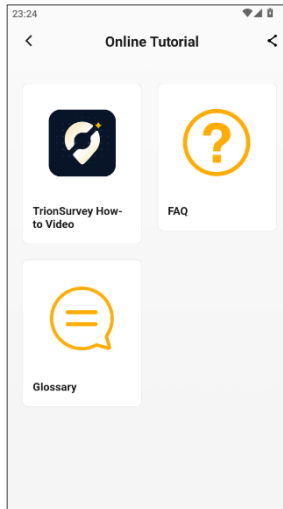 23:24
Online Tutorial
TrionSurvey How-
to Video
FAQ
Glossary